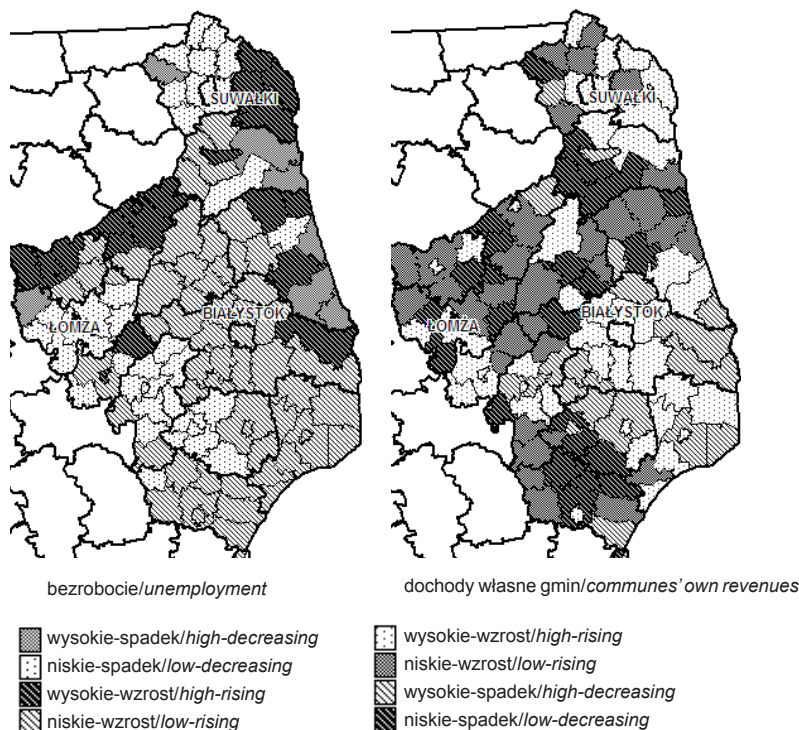 SUWAŁKI
ŁOMŻA
BIAŁYSTOK
SUWAŁKI
ŁOMŻA
BIAŁYSTOK
bezrobocie/unemployment
wysokie-spadek/high-decreasing
niskie-spadek/low-decreasing
wysokie-wzrost/high-rising
niskie-wzrost/low-rising
dochody własne gmin/communes’ own revenues
wysokie-wzrost/high-rising
niskie-wzrost/low-rising
wysokie-spadek/high-decreasing
niskie-spadek/low-decreasing